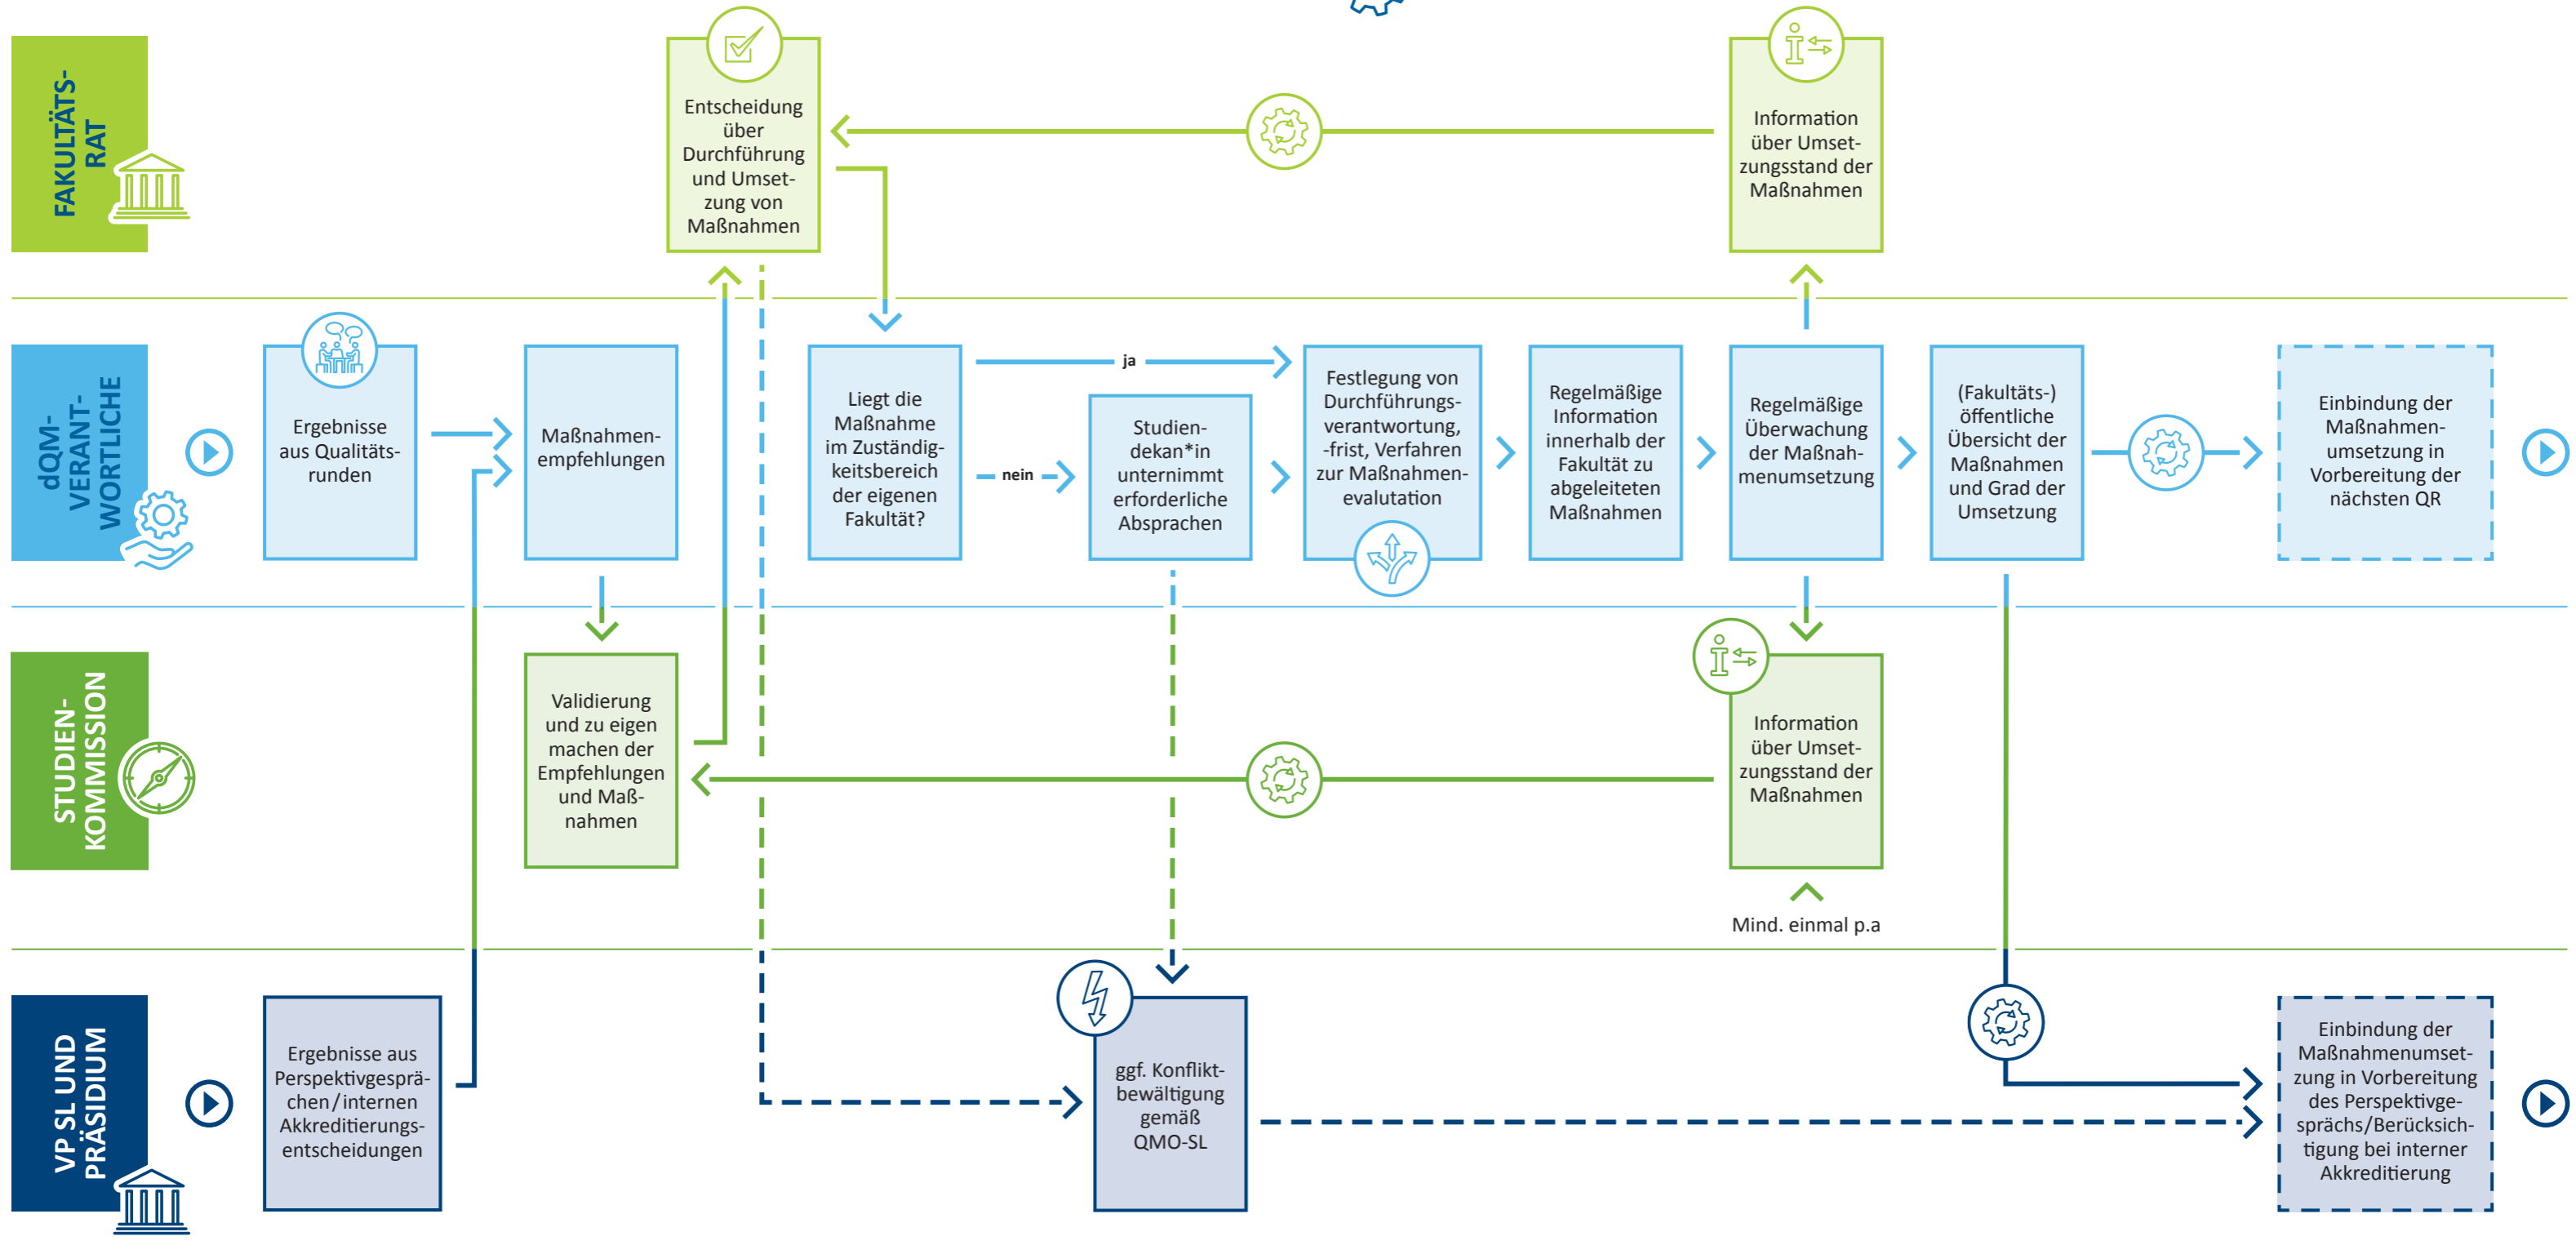 FAKULTÄTS-
RAT
Entscheidung
über
Durchführung
und Umset-
zung von
Maßnahmen
Information
über Umset-
zungsstand der
Maßnahmen
dQM-
VERANT-
WORTLICHE
Ergebnisse
aus Qualitäts-
runden
Maßnahmen-
empfehlungen
Liegt die
Maßnahme
im Zuständig-
keitsbereich
der eigenen
Fakultät?
ja
nein
Studien-
dekan*in
unternimmt
erforderliche
Absprachen
Festlegung von
Durchführungs-
verantwortung,
-frist, Verfahren
zur Maßnahmen-
evalutation
Regelmäßige
Information
innerhalb der
Fakultät zu
abgeleiteten
Maßnahmen
Regelmäßige
Überwachung
der Maßnah-
menumsetzung
(Fakultäts-)
öffentliche
Übersicht der
Maßnahmen
und Grad der
Umsetzung
Einbindung der
Maßnahmen-
umsetzung in
Vorbereitung der
nächsten QR
STUDIEN-
KOMMISSION
Validierung
und zu eigen
machen der
Empfehlungen
und Maß-
nahmen
Information
über Umset-
zungsstand der
Maßnahmen
Mind. einmal p.a
VP SL UND
PRÄSIDIUM
Ergebnisse aus
Perspektivgesprä-
chen/internen
Akkreditierungs-
entscheidungen
ggf. Konflikt-
bewältigung
gemäß
QMO-SL
Einbindung der
Maßnahmenumset-
zung in Vorbereitung
des Perspektivge-
sprächs/Berücksich-
tigung bei interner
Akkreditierung